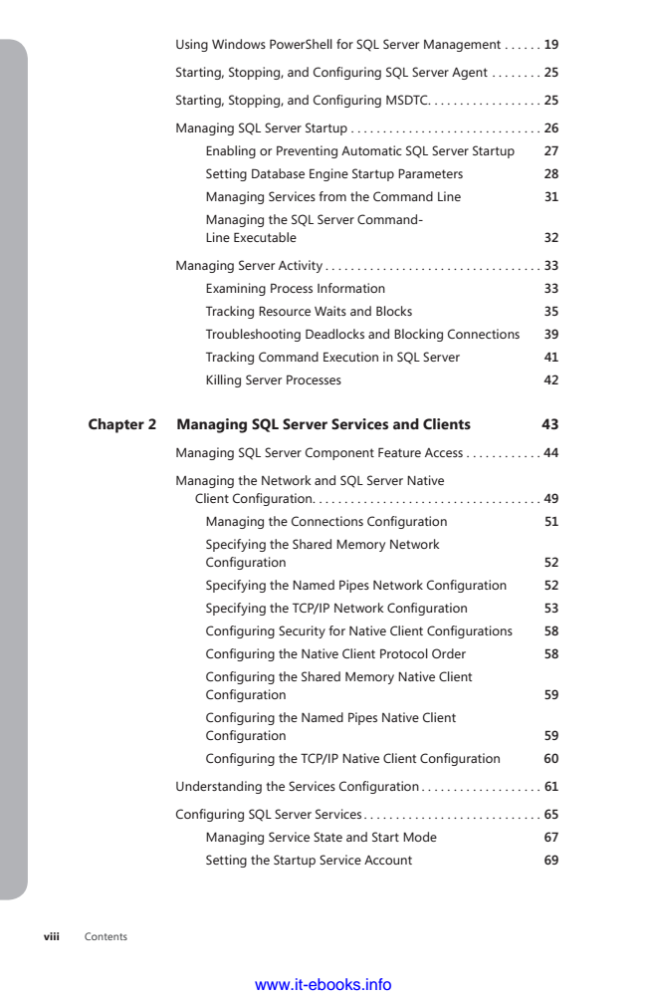 Using Windows PowerShell for SQL Server Management . . . . . . 19
Starting, Stopping, and Configuring SQL Server Agent . . . . . . . . 25
Starting, Stopping, and Configuring MSDTC. . . . . . . . . . . . . . . . . . 25
Managing SQL Server Startup . . . . . . . . . . . . . . . . . . . . . . . . . . . . . . 26
Enabling or Preventing Automatic SQL Server Startup 27
Setting Database Engine Startup Parameters 28
Managing Services from the Command Line 31
Managing the SQL Server Command-
Line Executable 32
Managing Server Activity . . . . . . . . . . . . . . . . . . . . . . . . . . . . . . . . . . 33
Examining Process Information 33
Tracking Resource Waits and Blocks 35
Troubleshooting Deadlocks and Blocking Connections 39
Tracking Command Execution in SQL Server 41
Killing Server Processes 42
Chapter 2 Managing SQL Server Services and Clients 43
Managing SQL Server Component Feature Access . . . . . . . . . . . . 44
Managing the Network and SQL Server Native
Client Configuration. . . . . . . . . . . . . . . . . . . . . . . . . . . . . . . . . . . . 49
Managing the Connections Configuration 51
Specifying the Shared Memory Network
Configuration 52
Specifying the Named Pipes Network Configuration 52
Specifying the TCP/IP Network Configuration 53
Configuring Security for Native Client Configurations 58
Configuring the Native Client Protocol Order 58
Configuring the Shared Memory Native Client
Configuration 59
Configuring the Named Pipes Native Client
Configuration 59
Configuring the TCP/IP Native Client Configuration 60
Understanding the Services Configuration . . . . . . . . . . . . . . . . . . . 61
Configuring SQL Server Services . . . . . . . . . . . . . . . . . . . . . . . . . . . . 65
Managing Service State and Start Mode 67
Setting the Startup Service Account 69
viii Contents
www.it-ebooks.info